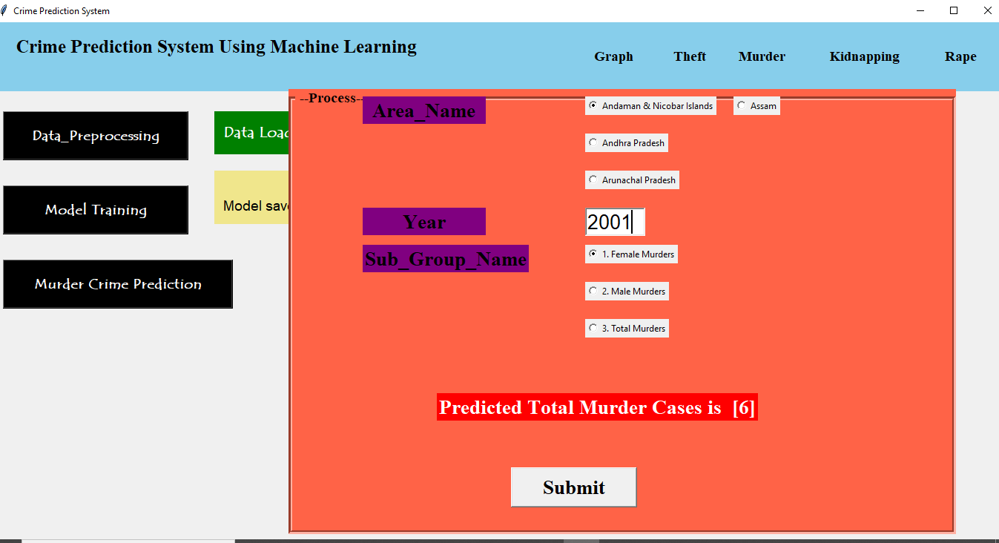 Crime Prediction System
Crime Prediction System Using Machine Learning
Graph Theft Murder Kidnapping Rape
--Process--
Area_Name
Andaman & Nicobar Islands
Assam
Data_Preprocessing
Data Load
Andhra Pradesh
Arunachal Pradesh
Model Training
Model save
Year
2001
Sub_Group_Name
1. Female Murders
Murder Crime Prediction
2. Male Murders
3. Total Murders
Predicted Total Murder Cases is [6]
Submit